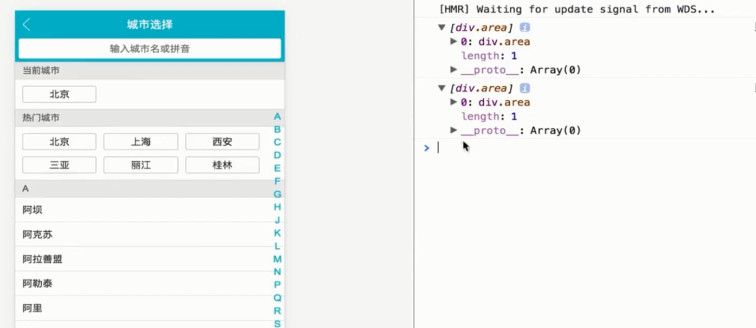 城市选择
输入城市名或拼音
当前城市
北京
热门城市
北京 上海 西安
三亚 丽江 桂林
A
阿坝
阿克苏
阿拉善盟
阿勒泰
阿里
A
B
C
D
E
F
G
H
J
K
L
M
N
P
Q
R
S
[HMR] Waiting for update signal from WDS...
▼[div.area] i
▶0: div.area
length: 1
▶__proto__: Array(0)
▼[div.area] i
▶0: div.area
length: 1
▶__proto__: Array(0)
>